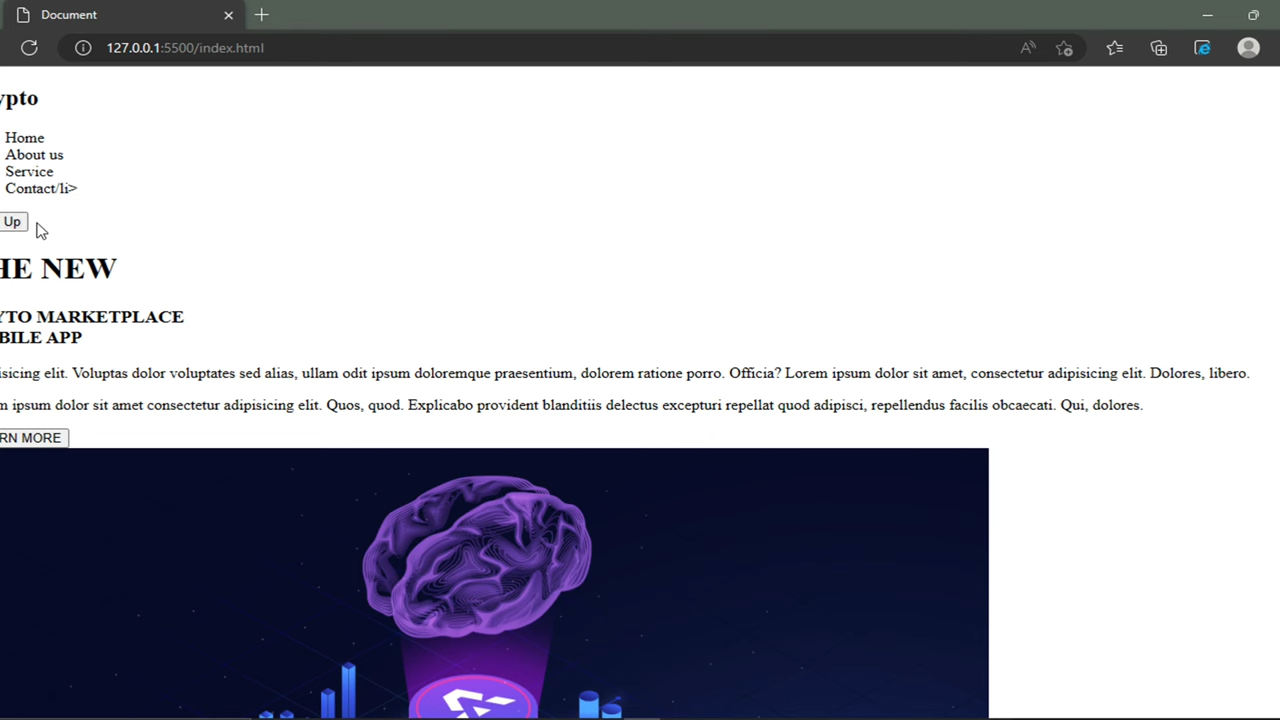 Document
127.0.0.1:5500/index.html
ypto
Home
About us
Service
Contact/li>
Up
HE NEW
YTO MARKETPLACE
BILE APP
isicing elit. Voluptas dolor voluptates sed alias, ullam odit ipsum doloremque praesentium, dolorem ratione porro. Officia? Lorem ipsum dolor sit amet, consectetur adipisicing elit. Dolores, libero.
m ipsum dolor sit amet consectetur adipisicing elit. Quos, quod. Explicabo provident blanditiis delectus excepturi repellat quod adipisci, repellendus facilis obcaecati. Qui, dolores.
RN MORE